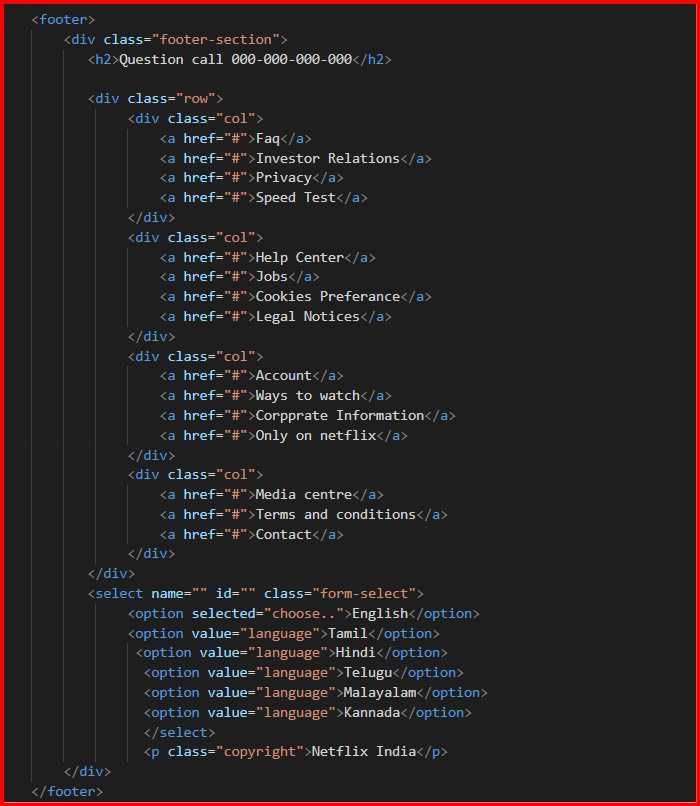 <footer>
<div class="footer-section">
<h2>Question call 000-000-000-000</h2>
<div class="row">
<div class="col">
<a href="#">Faq</a>
<a href="#">Investor Relations</a>
<a href="#">Privacy</a>
<a href="#">Speed Test</a>
</div>
<div class="col">
<a href="#">Help Center</a>
<a href="#">Jobs</a>
<a href="#">Cookies Preferance</a>
<a href="#">Legal Notices</a>
</div>
<div class="col">
<a href="#">Account</a>
<a href="#">Ways to watch</a>
<a href="#">Corpprate Information</a>
<a href="#">Only on netflix</a>
</div>
<div class="col">
<a href="#">Media centre</a>
<a href="#">Terms and conditions</a>
<a href="#">Contact</a>
</div>
</div>
<select name="" id="" class="form-select">
<option selected="choose..">English</option>
<option value="language">Tamil</option>
<option value="language">Hindi</option>
<option value="language">Telugu</option>
<option value="language">Malayalam</option>
<option value="language">Kannada</option>
</select>
<p class="copyright">Netflix India</p>
</div>
</footer>